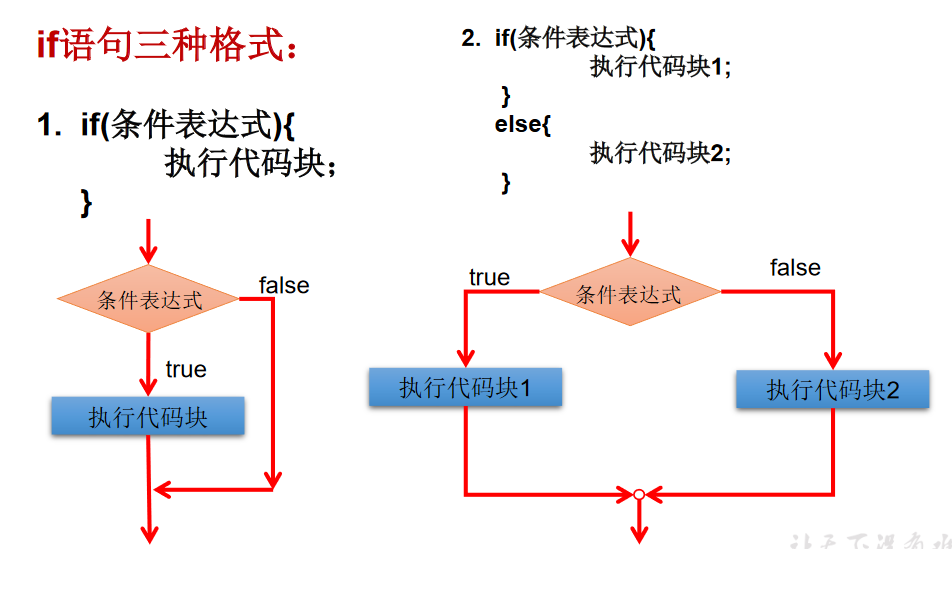 if语句三种格式：
1. if(条件表达式){
执行代码块；
}
条件表达式
false
true
执行代码块
2. if(条件表达式){
执行代码块1;
}
else{
执行代码块2;
}
true
条件表达式
false
执行代码块1
执行代码块2